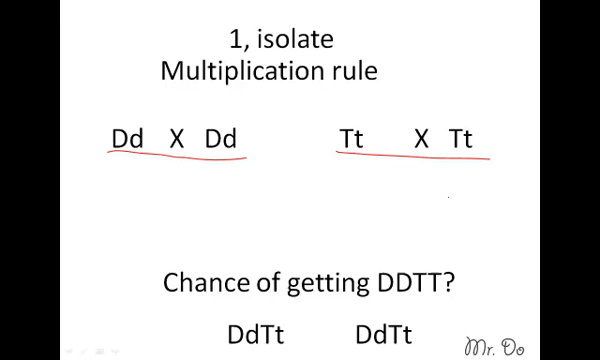 1, isolate
Multiplication rule
Dd X Dd Tt X Tt
Chance of getting DDTT?
DdTt DdTt
Mr. Do